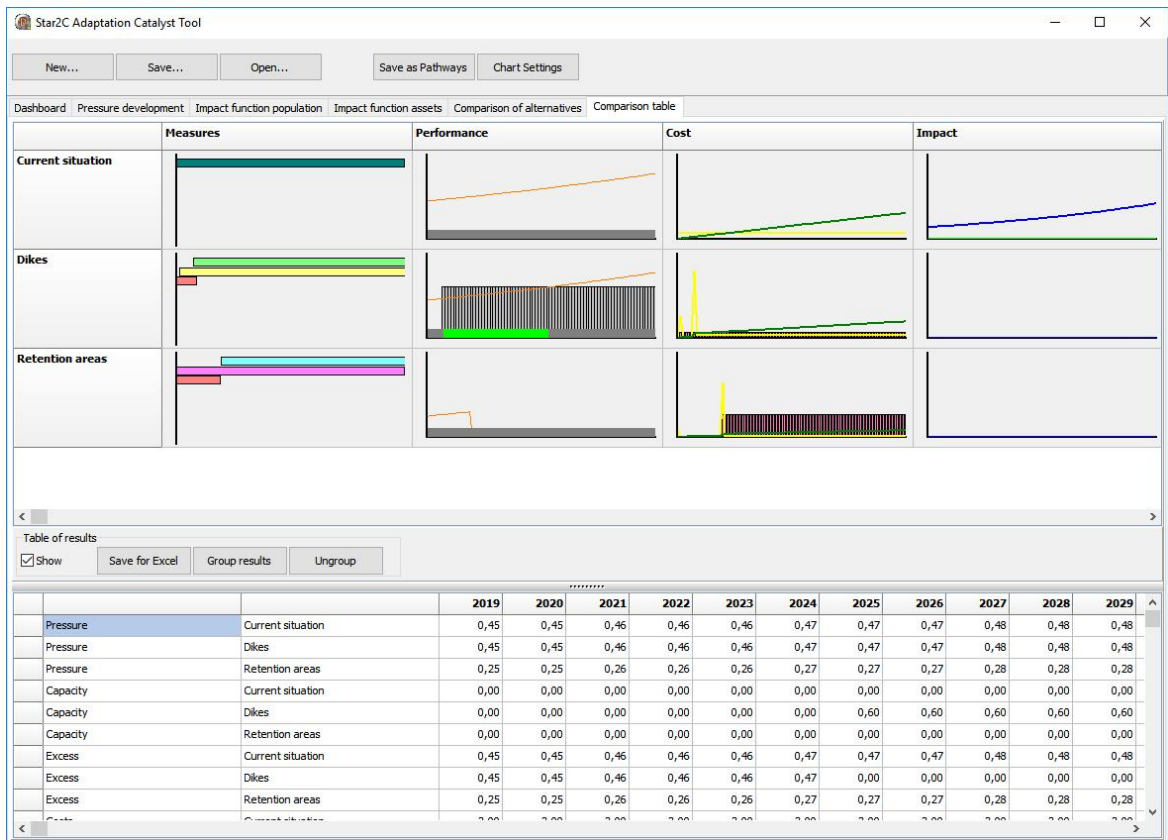 Star2C Adaptation Catalyst Tool
New... Save... Open... Save as Pathways Chart Settings
Dashboard Pressure development Impact function population Impact function assets Comparison of alternatives Comparison table
Measures Performance Cost Impact
Current situation
Dikes
Retention areas
Table of results
Show Save for Excel Group results Ungroup
2019 2020 2021 2022 2023 2024 2025 2026 2027 2028 2029
Pressure Current situation 0,45 0,45 0,46 0,46 0,46 0,47 0,47 0,47 0,48 0,48 0,48
Pressure Dikes 0,45 0,45 0,46 0,46 0,46 0,47 0,47 0,47 0,48 0,48 0,48
Pressure Retention areas 0,25 0,25 0,26 0,26 0,26 0,27 0,27 0,27 0,28 0,28 0,28
Capacity Current situation 0,00 0,00 0,00 0,00 0,00 0,00 0,00 0,00 0,00 0,00 0,00
Capacity Dikes 0,00 0,00 0,00 0,00 0,00 0,00 0,60 0,60 0,60 0,60 0,60
Capacity Retention areas 0,00 0,00 0,00 0,00 0,00 0,00 0,00 0,00 0,00 0,00 0,00
Excess Current situation 0,45 0,45 0,46 0,46 0,46 0,47 0,47 0,47 0,48 0,48 0,48
Excess Dikes 0,45 0,45 0,46 0,46 0,46 0,47 0,00 0,00 0,00 0,00 0,00
Excess Retention areas 0,25 0,25 0,26 0,26 0,26 0,27 0,27 0,27 0,28 0,28 0,28
Costs Current situation